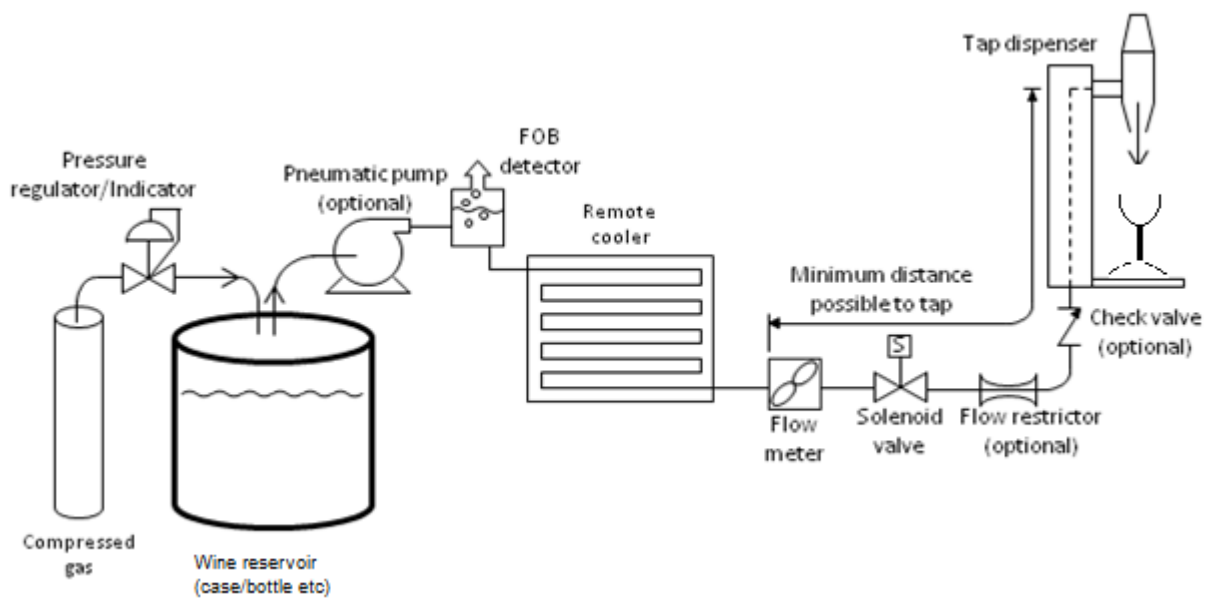 Tap dispenser
FOB
detector
Pressure
regulator/Indicator
Pneumatic pump
(optional)
Remote
cooler
Minimum distance
possible to tap
Check valve
(optional)
S
Flow
meter
Solenoid
valve
Flow restrictor
(optional)
Compressed
gas
Wine reservoir
(case/bottle etc)